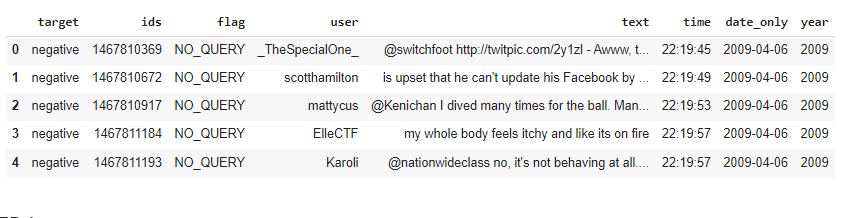 target ids flag user text time date_only year
0 negative 1467810369 NO_QUERY _TheSpecialOne_ @switchfoot http://twitpic.com/2y1zl - Awww, t... 22:19:45 2009-04-06 2009
1 negative 1467810672 NO_QUERY scotthamilton is upset that he can't update his Facebook by ... 22:19:49 2009-04-06 2009
2 negative 1467810917 NO_QUERY mattycus @Kenichan I dived many times for the ball. Man... 22:19:53 2009-04-06 2009
3 negative 1467811184 NO_QUERY ElleCTF my whole body feels itchy and like its on fire 22:19:57 2009-04-06 2009
4 negative 1467811193 NO_QUERY Karoli @nationwideclass no, it's not behaving at all.... 22:19:57 2009-04-06 2009